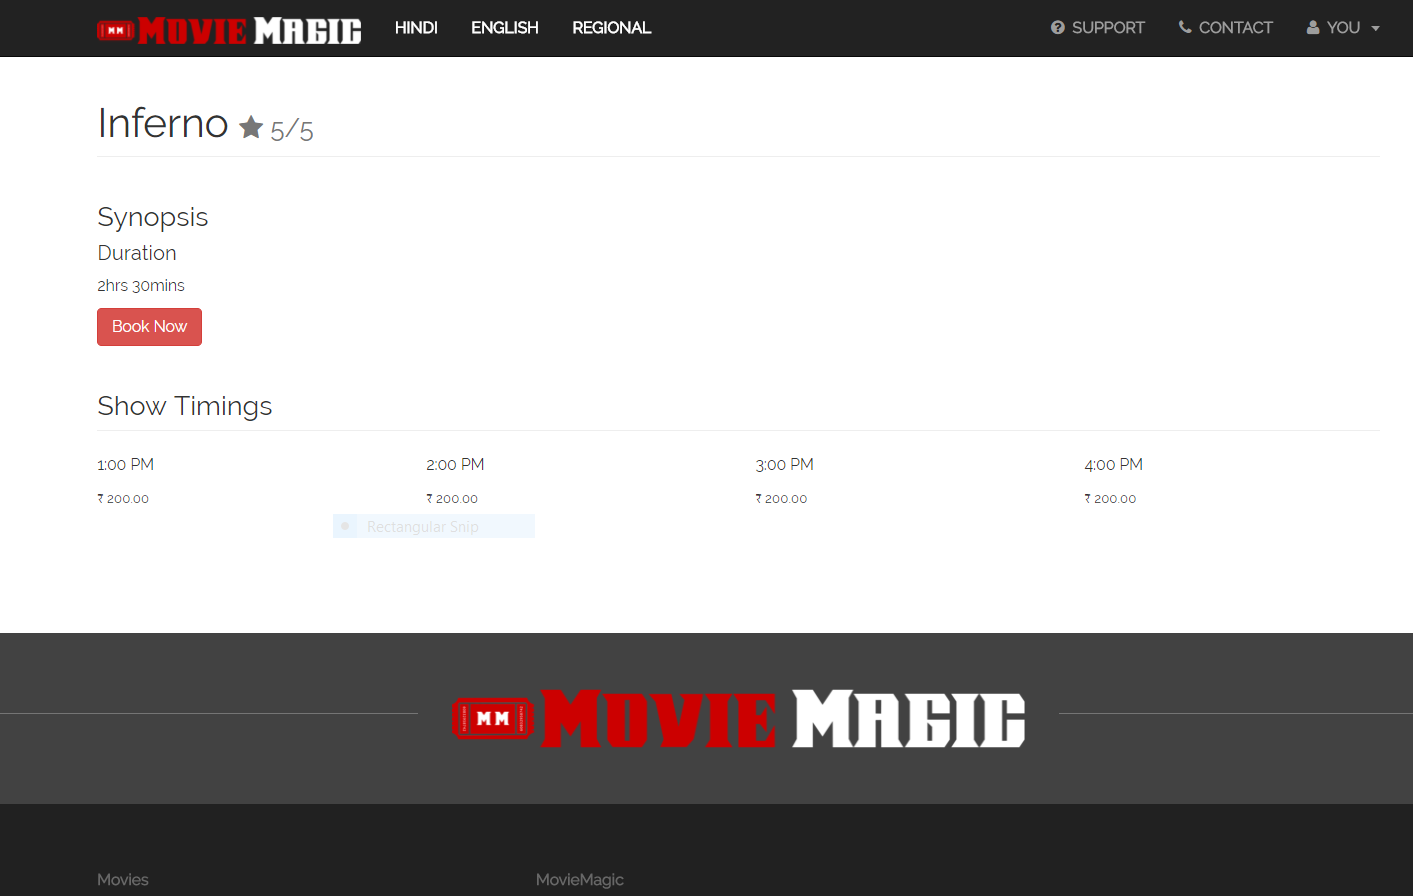 MM MOVIE MAGIC HINDI ENGLISH REGIONAL SUPPORT CONTACT YOU
Inferno 5/5
Synopsis
Duration
2hrs 30mins
Book Now
Show Timings
1:00 PM 2:00 PM 3:00 PM 4:00 PM
₹ 200.00 ₹ 200.00 ₹ 200.00 ₹ 200.00
Rectangular Snip
MM MOVIE MAGIC
Movies MovieMagic